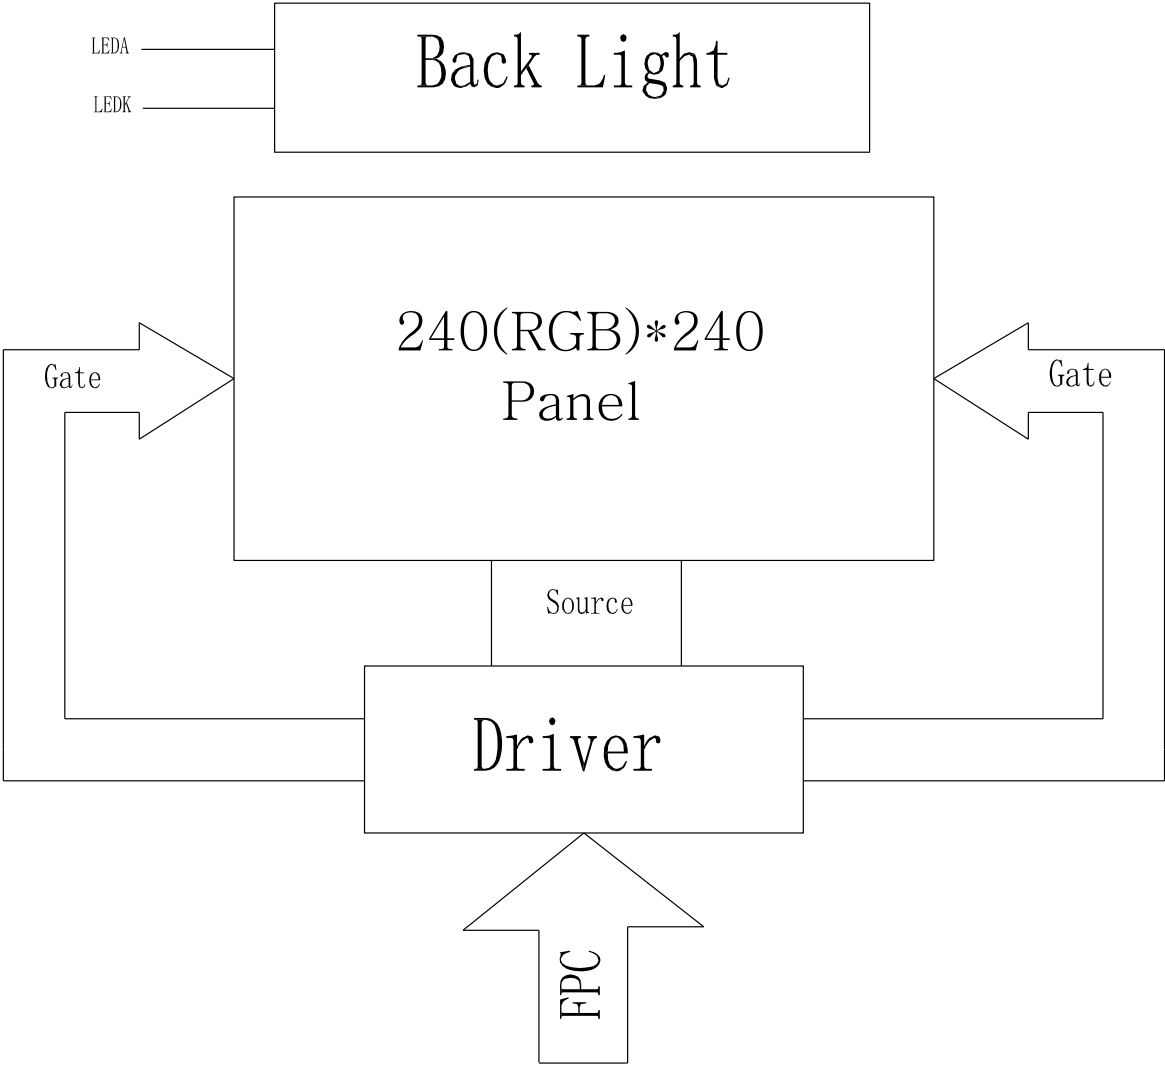 LEDA
Back Light
LEDK
240(RGB)*240
Panel
Gate
Gate
Source
Driver
FPC